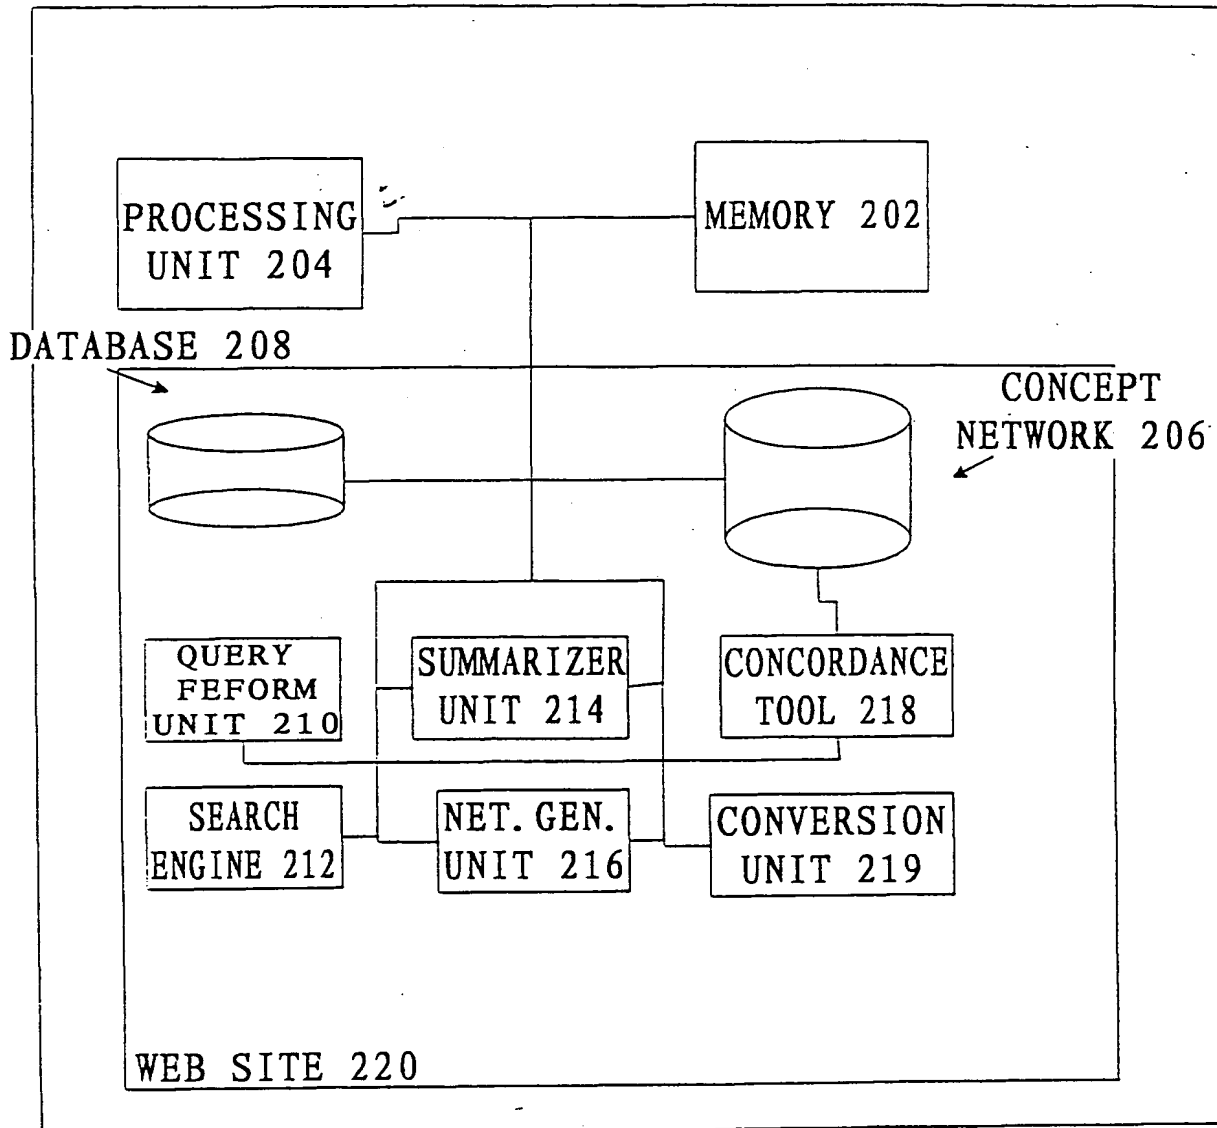 PROCESSING
UNIT 204
MEMORY 202
DATABASE 208
CONCEPT
NETWORK 206
QUERY
FEFORM
UNIT 210
SUMMARIZER
UNIT 214
CONCORDANCE
TOOL 218
SEARCH
ENGINE 212
NET. GEN.
UNIT 216
CONVERSION
UNIT 219
WEB SITE 220